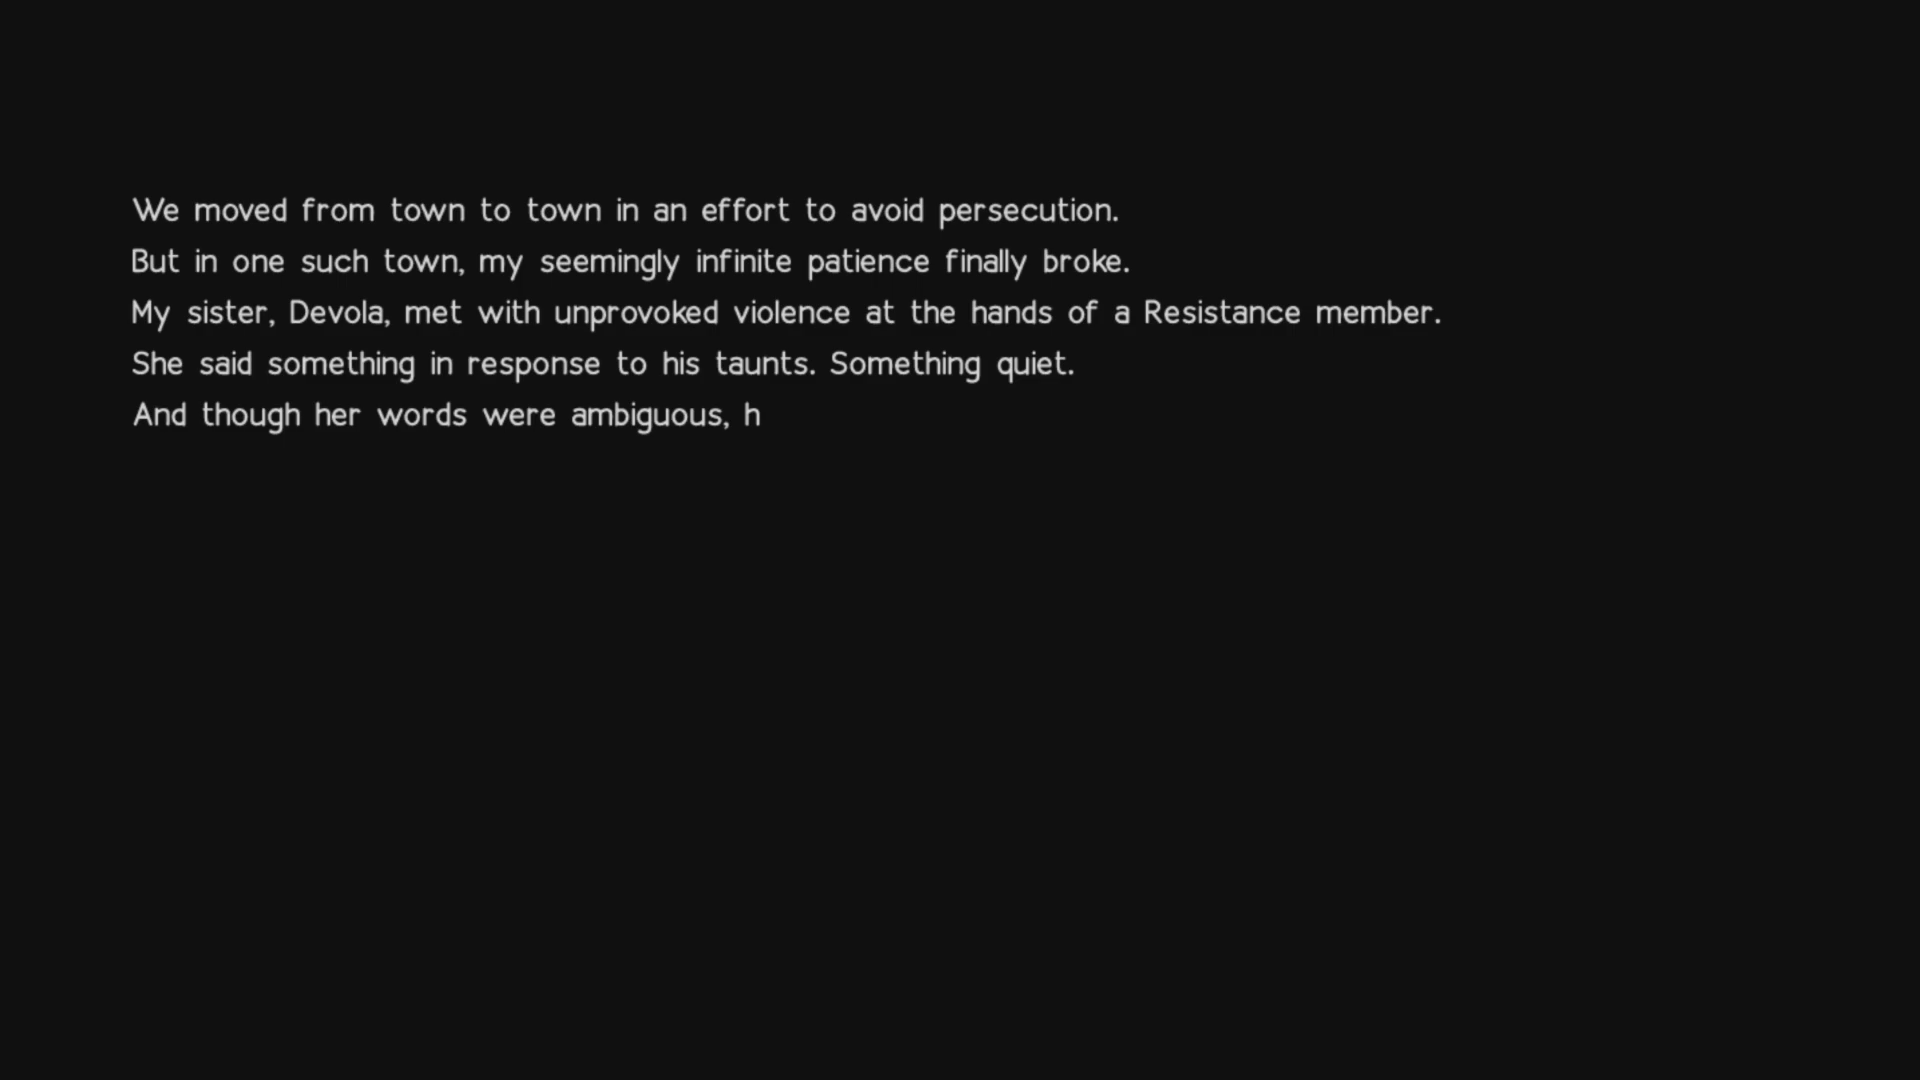 We moved from town to town in an effort to avoid persecution.
But in one such town, my seemingly infinite patience finally broke.
My sister, Devola, met with unprovoked violence at the hands of a Resistance member.
She said something in response to his taunts. Something quiet.
And though her words were ambiguous, h